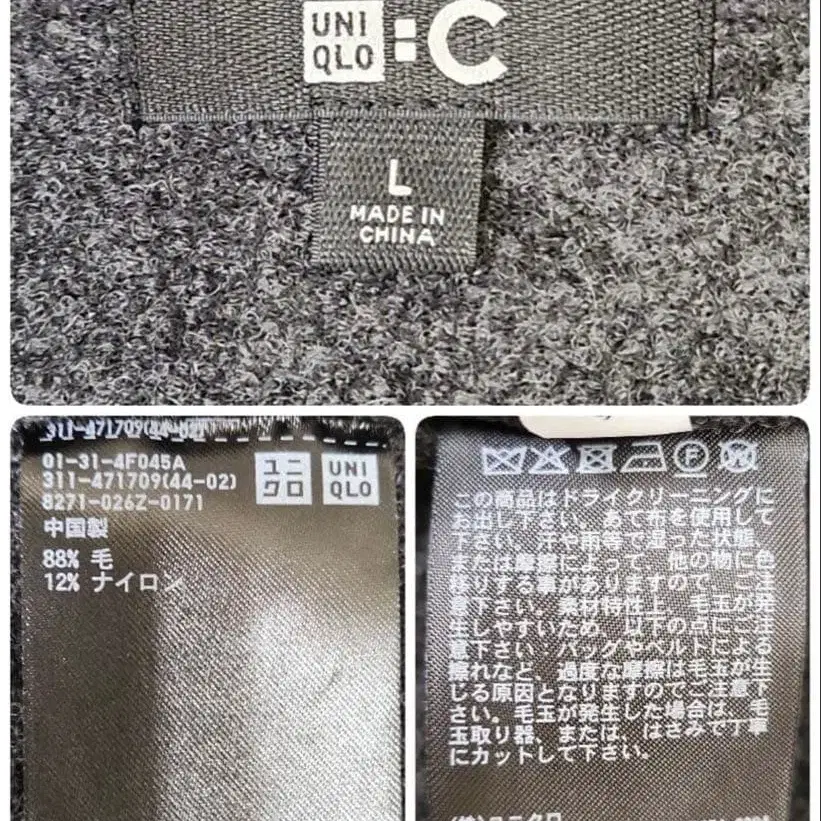 UNI
QLO :C
L
MADE IN
CHINA
311-471709(44-02)
01-31-4F045A
311-471709(44-02)
8271-026Z-0171
中国製
88% 毛
12% ナイロン
ユニ
クロ
UNI
QLO
この商品はドライクリーニングに
お出し下さい。あて布を使用して
下さい。汗や雨等で湿った状態、
または摩擦によって、他の物に色
移りする事がありますので、ご注
意下さい。素材特性上、毛玉が発
生しやすいため、以下の点にご注
意下さい:バッグやベルトによる
擦れなど、過度な摩擦は毛玉が生
じる原因となりますのでご注意下
さい。毛玉が発生した場合は、毛
玉取り器、または、はさみで丁寧
にカットして下さい。
(株)ユニクロ